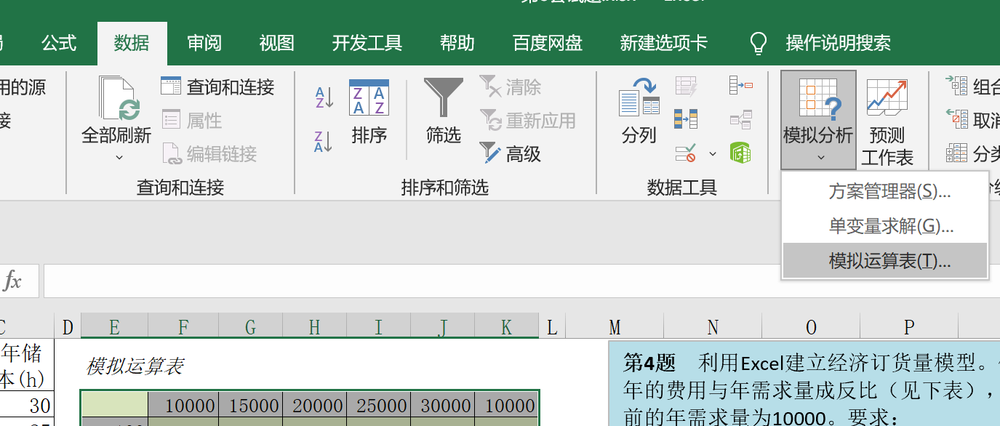 公式 数据 审阅 视图 开发工具 帮助 百度网盘 新建选项卡 操作说明搜索
用的源
接
全部刷新
查询和连接
属性
编辑链接
查询和连接
排序
筛选
清除
重新应用
高级
排序和筛选
分列
数据工具
模拟分析
预测
工作表
组合
取消
分类
方案管理器(S)...
单变量求解(G)...
模拟运算表(T)...
fx
C D E F G H I J K L M N O P
年储
本(h)
30
模拟运算表
10000 15000 20000 25000 30000 10000
第4题 利用Excel建立经济订货量模型。
年的费用与年需求量成反比（见下表），
前的年需求量为10000。要求：